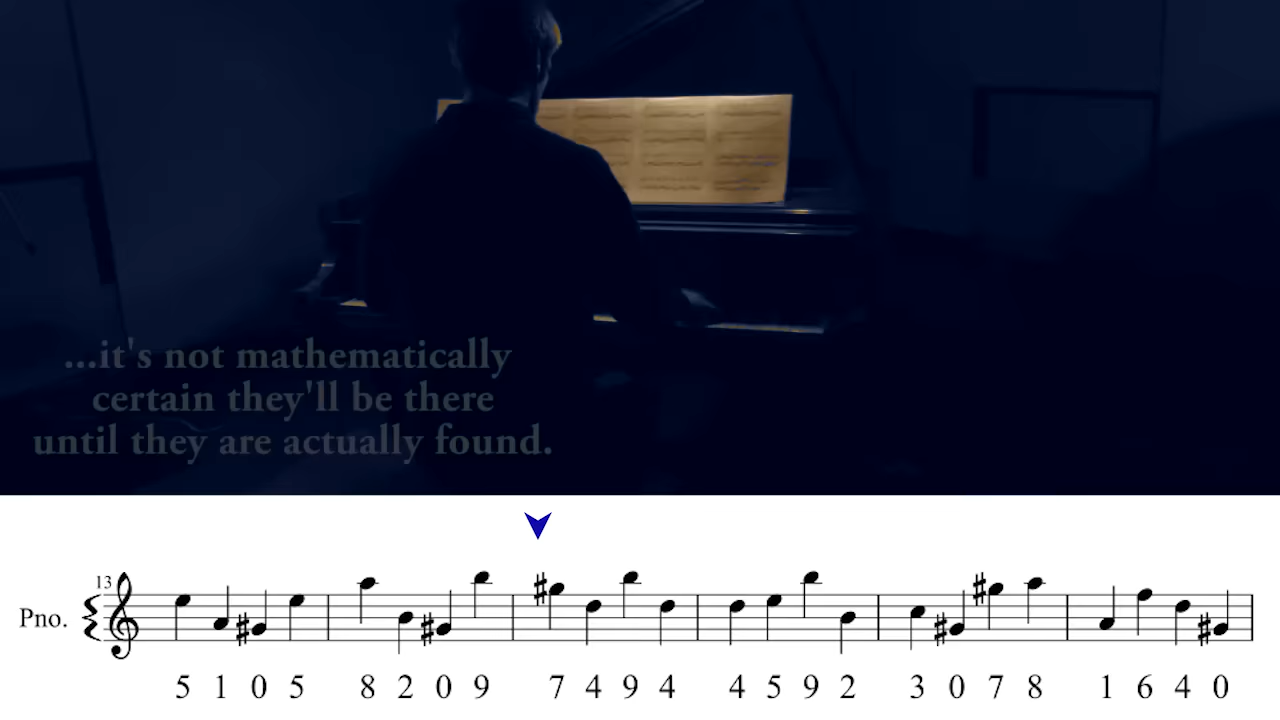 ...it's not mathematically
certain they'll be there
until they are actually found.
13
Pno.
5 1 0 5 8 2 0 9 7 4 9 4 4 5 9 2 3 0 7 8 1 6 4 0